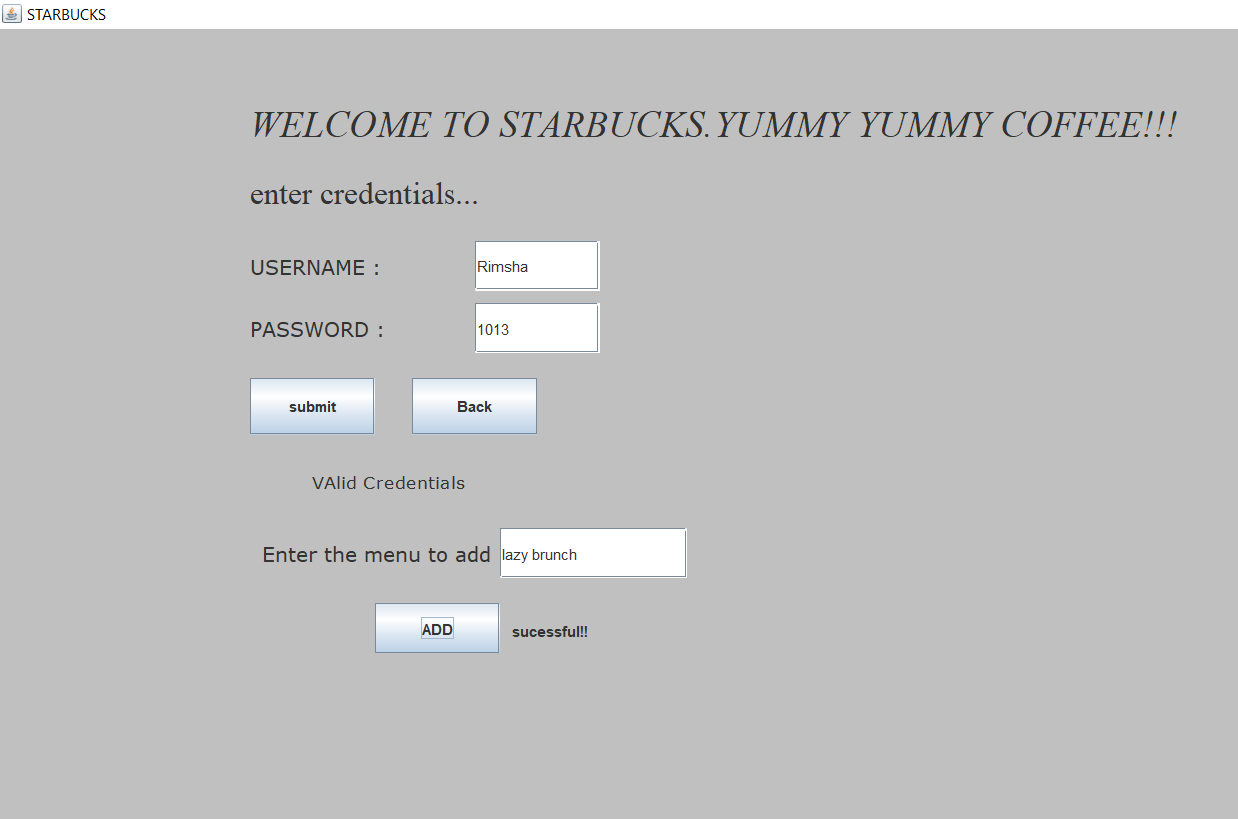 STARBUCKS
WELCOME TO STARBUCKS.YUMMY YUMMY COFFEE!!!
enter credentials...
USERNAME : Rimsha
PASSWORD : 1013
submit Back
VAlid Credentials
Enter the menu to add lazy brunch
ADD sucessful!!